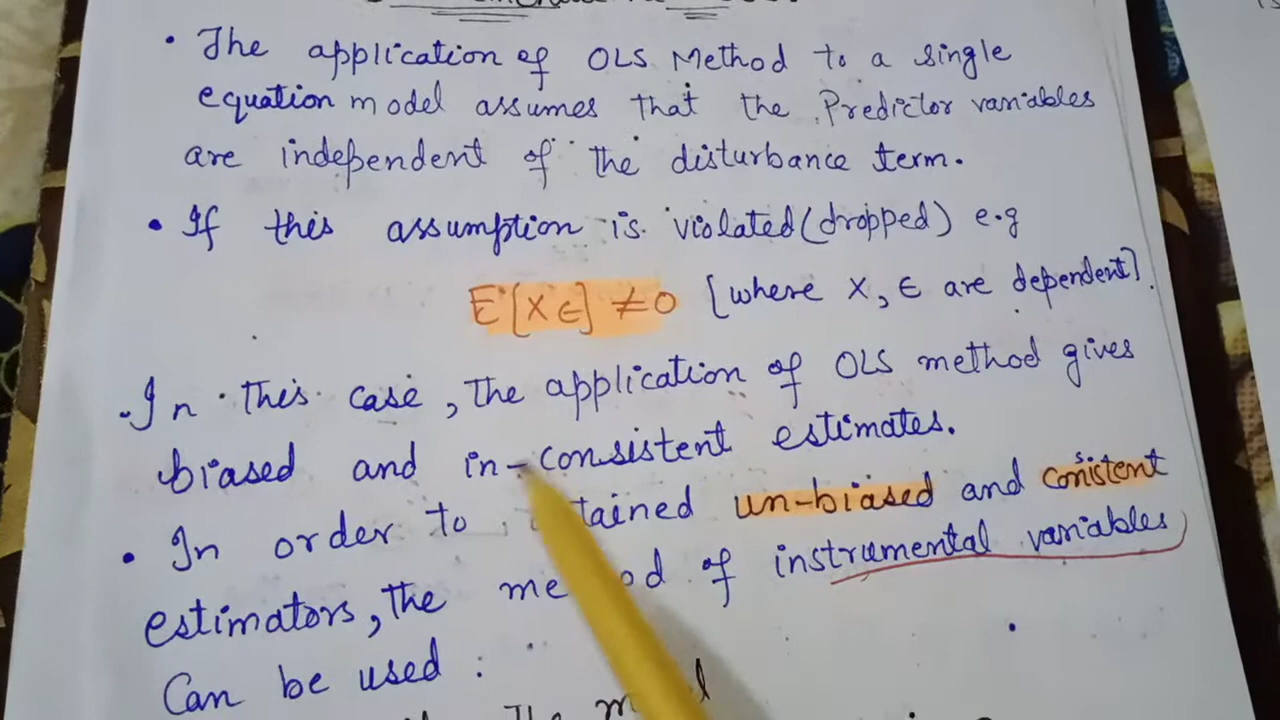 • The application of OLS Method to a single
equation model assumes that the Predictor variables
are independent of the disturbance term.
• If this assumption is violated (dropped) e.g
E[X∈] ≠ 0 [where X, ∈ are dependent].
• In this case, the application of OLS method gives
biased and in-consistent estimates.
• In order to tained un-biased and consistent
estimators, the me od of instrumental variables
Can be used :
The mod